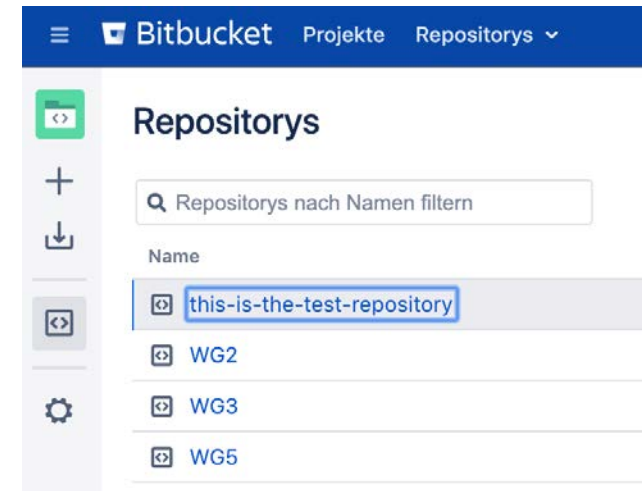 Bitbucket Projekte Repositorys
Repositorys
Repositorys nach Namen filtern
Name
this-is-the-test-repository
WG2
WG3
WG5